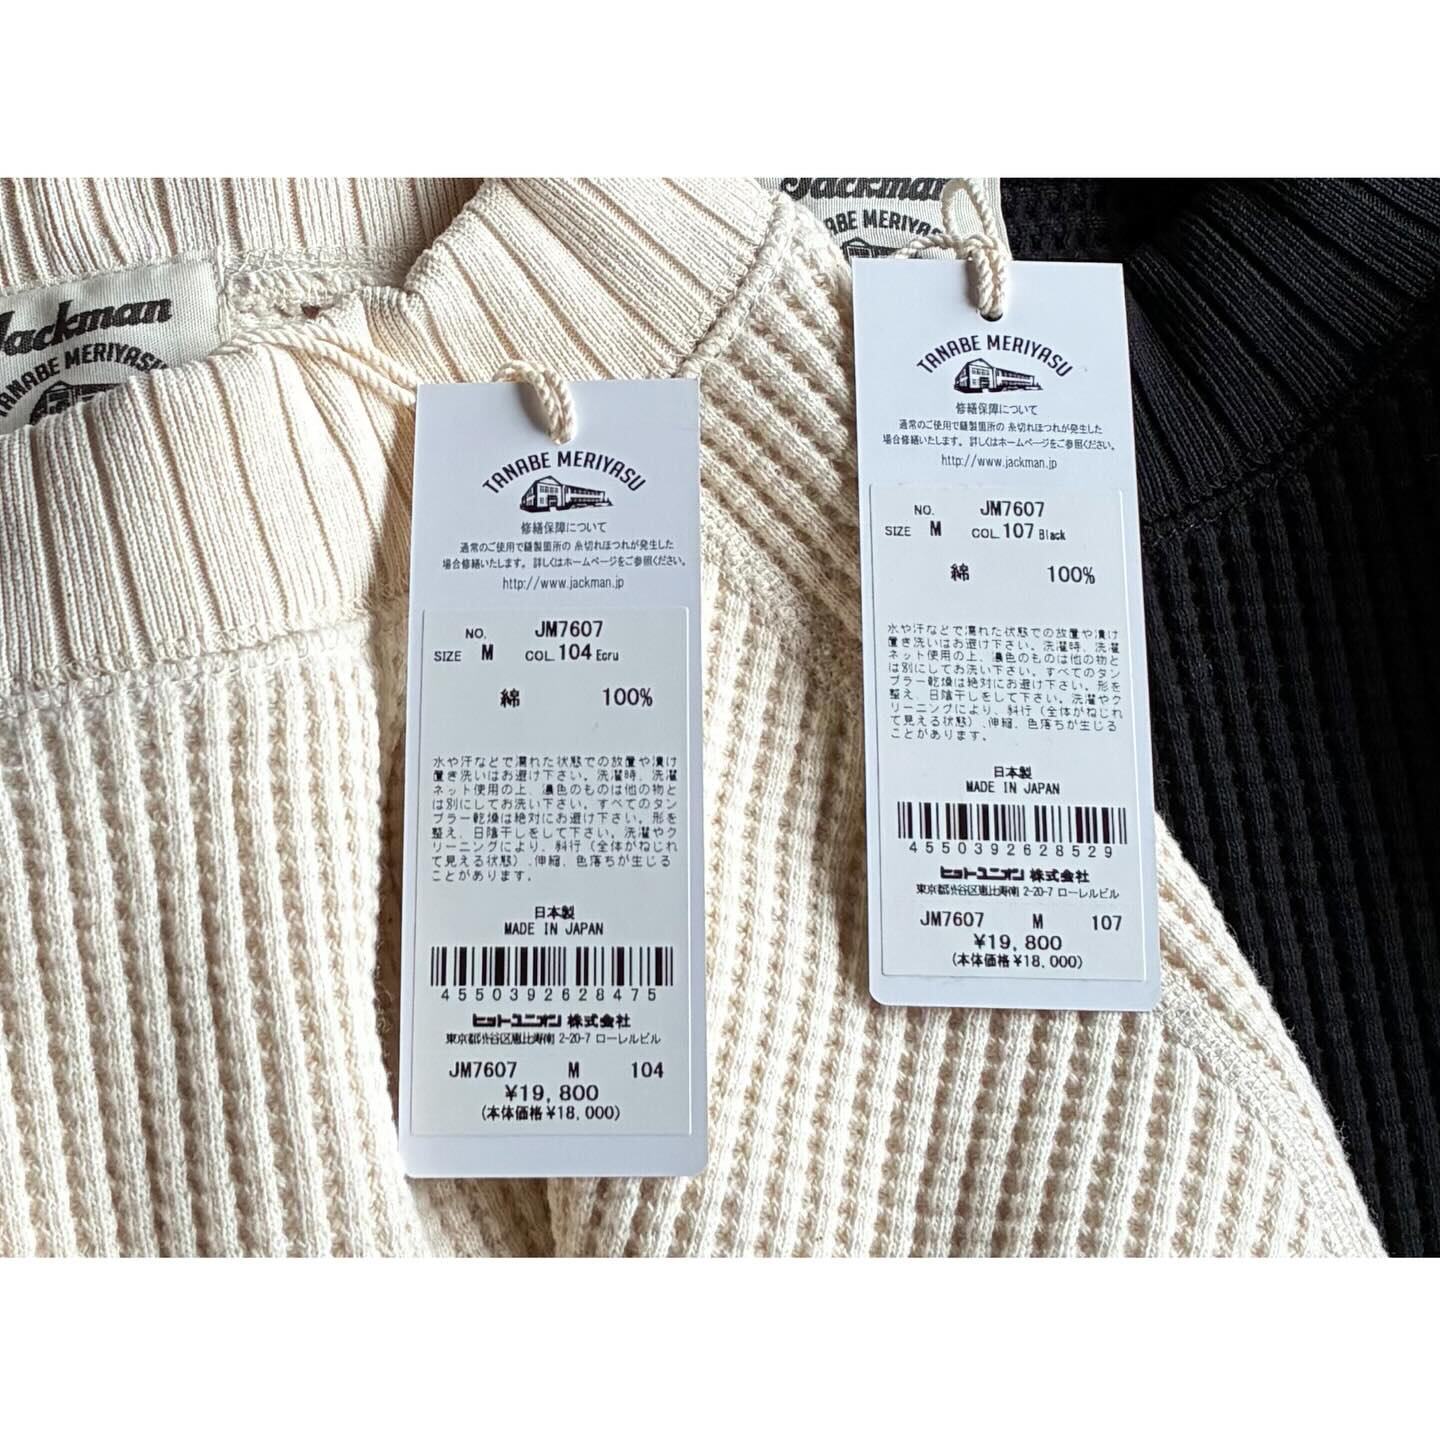 Jackman
TANABE MERIYASU
Jackman
TANABE MERIYASU
修繕保障について
通常のご使用で縫製箇所の 糸切れほつれが発生した
場合修繕いたします。詳しくはホームページをご参照ください。
http://www.jackman.jp
NO. JM7607
SIZE M COL. 104 Ecru
綿 100%
水や汗などで濡れた状態での放置や漬け
置き洗いはお避け下さい。洗濯時、洗濯
ネット使用の上、濃色のものは他の物と
は別にしてお洗い下さい。すべてのタン
ブラー乾燥は絶対にお避け下さい。形を
整え、日陰干しをして下さい。洗濯やク
リーニングにより、斜行（全体がねじれ
て見える状態）、伸縮、色落ちが生じる
ことがあります。
日本製
MADE IN JAPAN
4550392628475
ヒットユニオン 株式会社
東京都渋谷区恵比寿南 2-20-7 ローレルビル
JM7607 M 104
¥19,800
(本体価格¥18,000)
TANABE MERIYASU
修繕保障について
通常のご使用で縫製箇所の 糸切れほつれが発生した
場合修繕いたします。詳しくはホームページをご参照ください。
http://www.jackman.jp
NO. JM7607
SIZE M COL. 107 Black
綿 100%
水や汗などで濡れた状態での放置や漬け
置き洗いはお避け下さい。洗濯時、洗濯
ネット使用の上、濃色のものは他の物と
は別にしてお洗い下さい。すべてのタン
ブラー乾燥は絶対にお避け下さい。形を
整え、日陰干しをして下さい。洗濯やク
リーニングにより、斜行（全体がねじれ
て見える状態）、伸縮、色落ちが生じる
ことがあります。
日本製
MADE IN JAPAN
4550392628529
ヒットユニオン 株式会社
東京都渋谷区恵比寿南 2-20-7 ローレルビル
JM7607 M 107
¥19,800
(本体価格¥18,000)